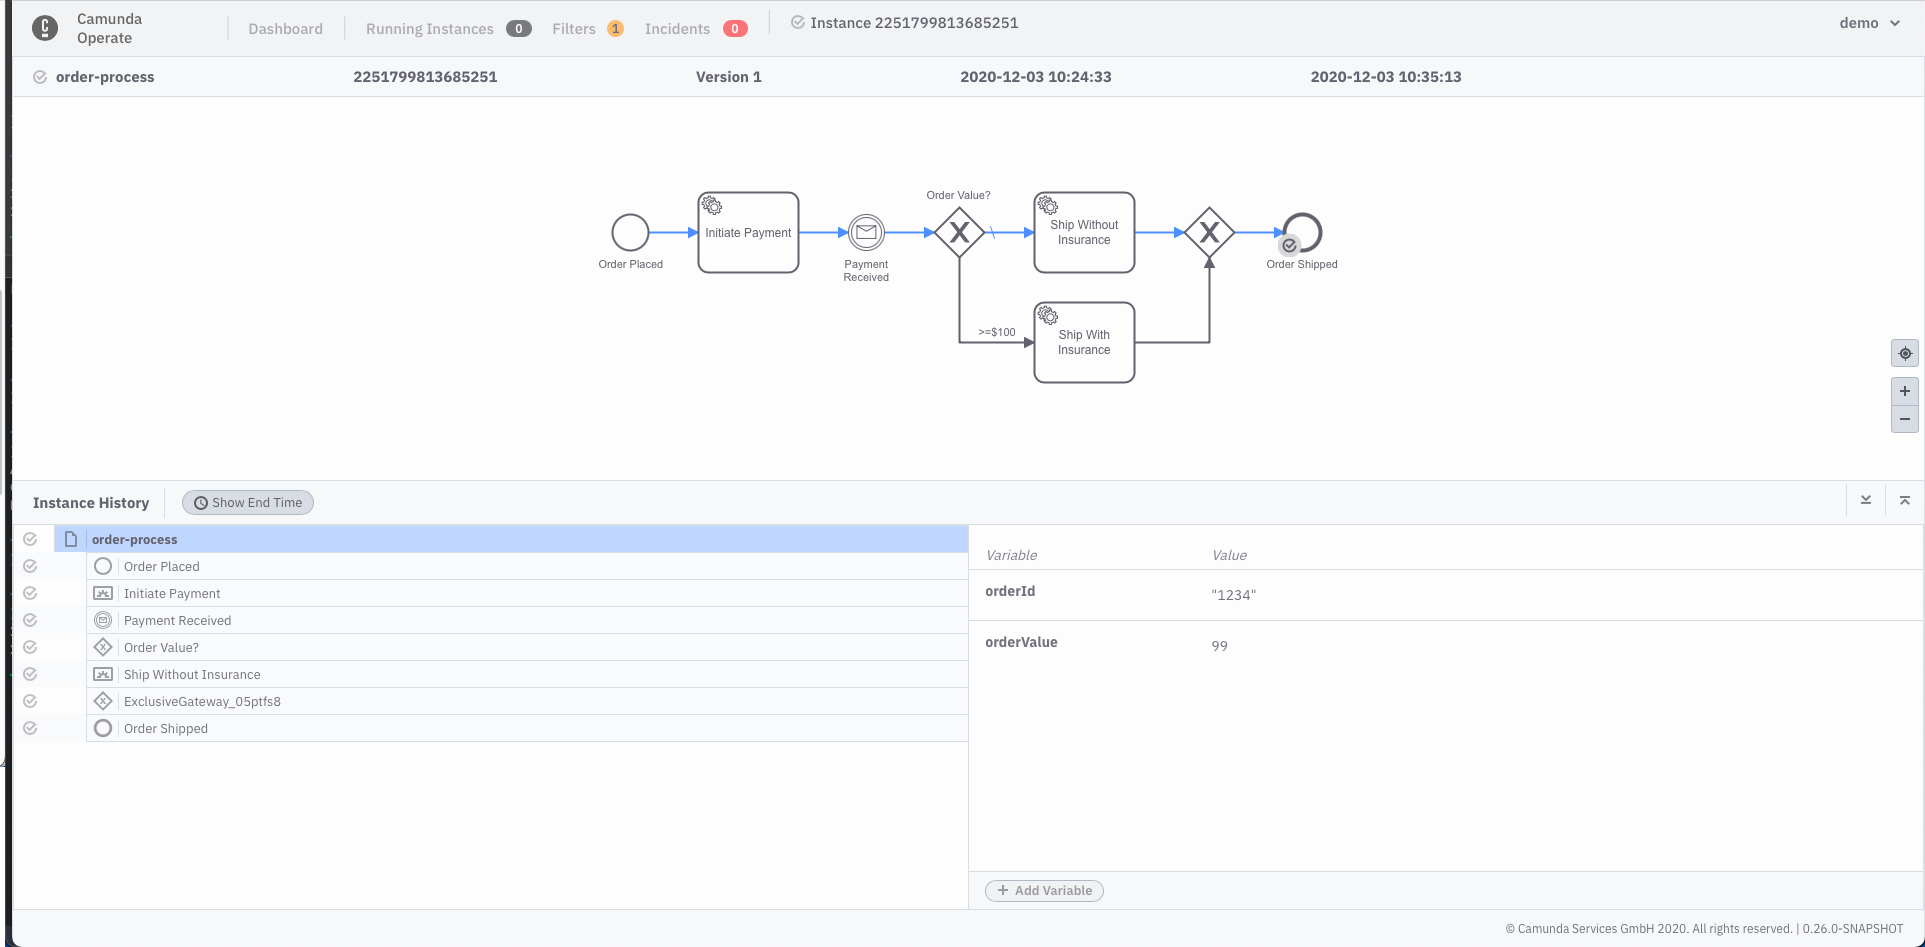 Camunda
Operate
Dashboard
Running Instances 0
Filters 1
Incidents 0
Instance 2251799813685251
demo
order-process 2251799813685251 Version 1 2020-12-03 10:24:33 2020-12-03 10:35:13
Order Placed
Initiate Payment
Payment
Received
Order Value?
X
Ship Without
Insurance
>=$100
Ship With
Insurance
X
Order Shipped
Instance History
Show End Time
order-process
Order Placed
Initiate Payment
Payment Received
Order Value?
Ship Without Insurance
ExclusiveGateway_05ptfs8
Order Shipped
Variable Value
orderId "1234"
orderValue 99
+ Add Variable
© Camunda Services GmbH 2020. All rights reserved. | 0.26.0-SNAPSHOT